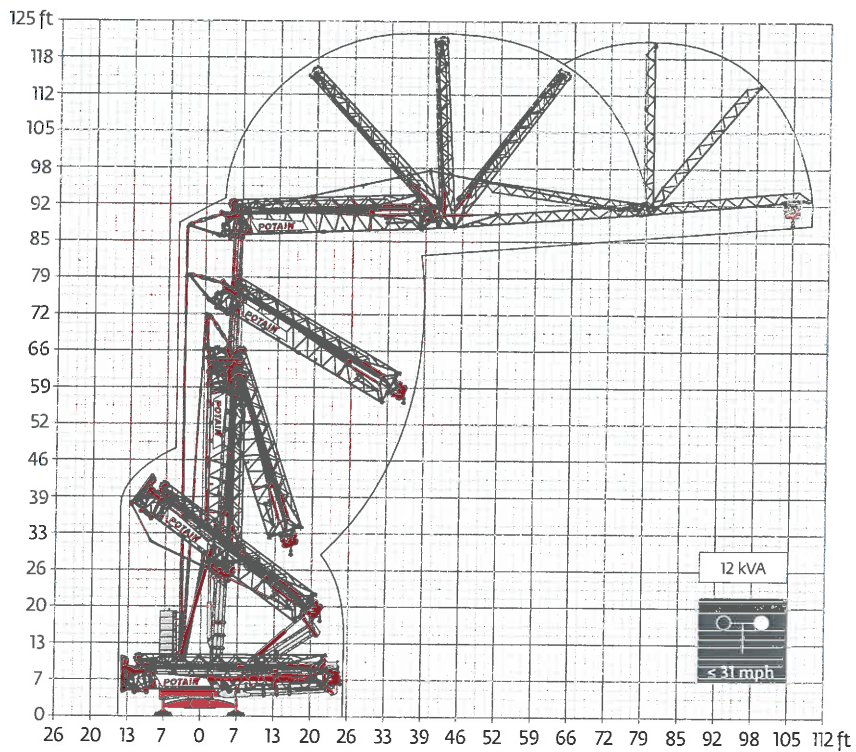 125 ft
118
112
105
98
92
85
POTAIN
79
72
POTAIN
66
59
52
POTAIN
46
39
33
POTAIN
26
12 kVA
20
13
7
POTAIN
≤ 31 mph
0
26 20 13 7 0 7 13 20 26 33 39 46 52 59 66 72 79 85 92 98 105 112 ft